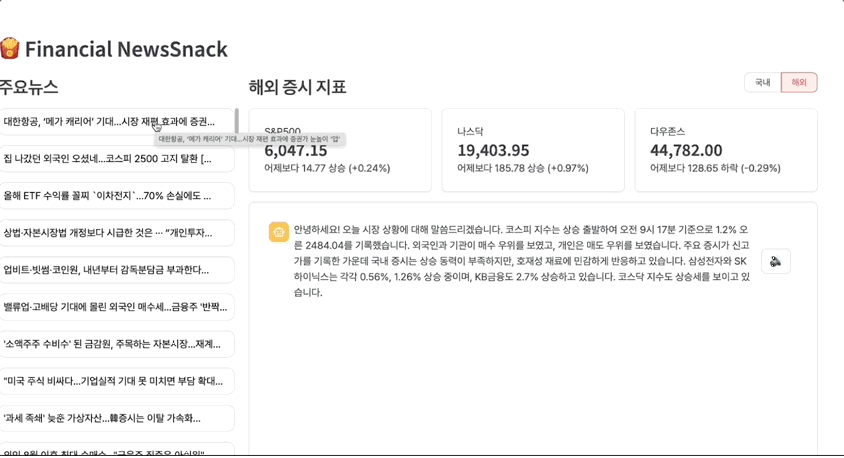 Financial NewsSnack
주요뉴스
대한항공, '메가 캐리어' 기대...시장 재편 효과에 증권...
대한항공, '메가 캐리어' 기대...시장 재편 효과에 증권가 눈높이 '업'
집 나갔던 외국인 오셨네...코스피 2500 고지 탈환 [...
올해 ETF 수익률 꼴찌 `이차전지`...70% 손실에도 ...
상법·자본시장법 개정보다 시급한 것은 … "개인투자...
업비트·빗썸·코인원, 내년부터 감독분담금 부과한다...
밸류업·고배당 기대에 몰린 외국인 매수세...금융주 '반짝...
'소액주주 수비수' 된 금감원, 주목하는 자본시장...재계...
"미국 주식 비싸다...기업실적 기대 못 미치면 부담 확대...
'과세 족쇄' 늦춘 가상자산...韓증시는 이탈 가속화...
해외 증시 지표
국내
해외
S&P500
6,047.15
어제보다 14.77 상승 (+0.24%)
나스닥
19,403.95
어제보다 185.78 상승 (+0.97%)
다우존스
44,782.00
어제보다 128.65 하락 (-0.29%)
안녕하세요! 오늘 시장 상황에 대해 말씀드리겠습니다. 코스피 지수는 상승 출발하여 오전 9시 17분 기준으로 1.2% 오
른 2484.04를 기록했습니다. 외국인과 기관이 매수 우위를 보였고, 개인은 매도 우위를 보였습니다. 주요 증시가 신고
가를 기록한 가운데 국내 증시는 상승 동력이 부족하지만, 호재성 재료에 민감하게 반응하고 있습니다. 삼성전자와 SK
하이닉스는 각각 0.56%, 1.26% 상승 중이며, KB금융도 2.7% 상승하고 있습니다. 코스닥 지수도 상승세를 보이고 있
습니다.